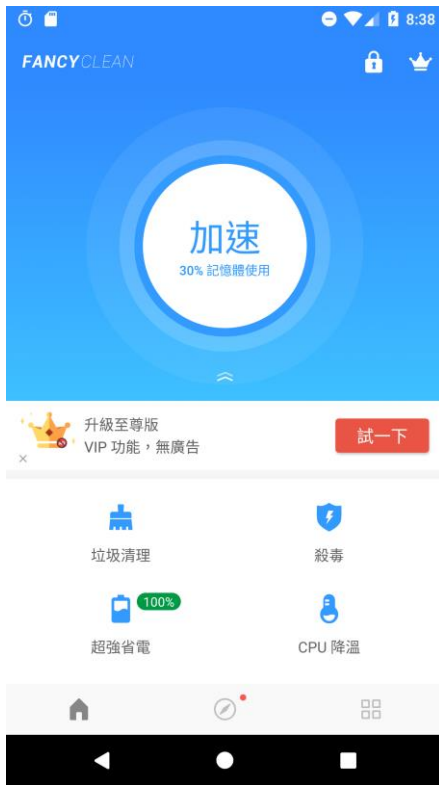 8:38
FANCYCLEAN
加速
30% 記憶體使用
升級至尊版
VIP 功能，無廣告
試一下
垃圾清理
殺毒
100%
超強省電
CPU 降溫